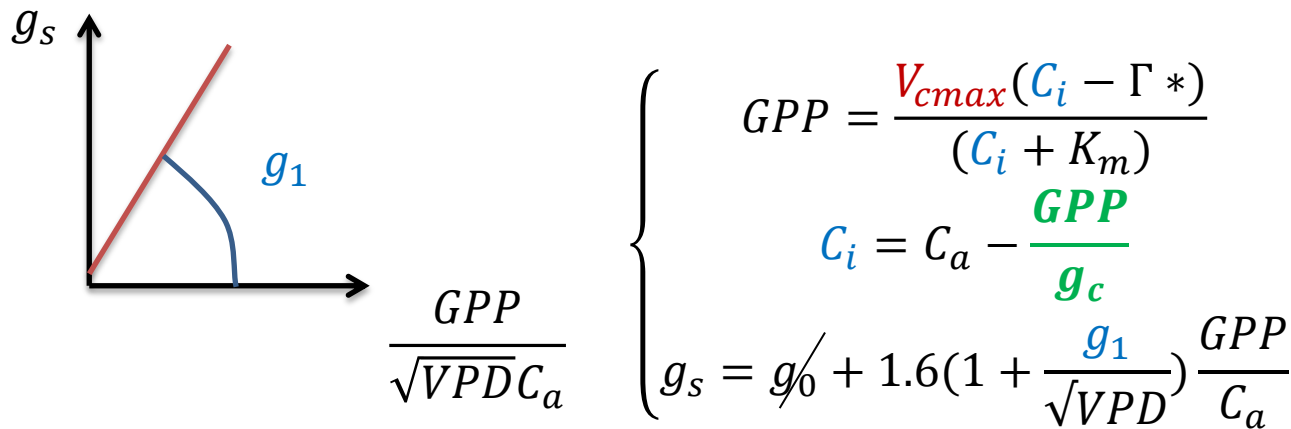 g_s
g_1
GPP / √VPD C_a
GPP = V_cmax(C_i − Γ *) / (C_i + K_m)
C_i = C_a − GPP / g_c
g_s = g_0 + 1.6(1 + g_1 / √VPD) GPP / C_a